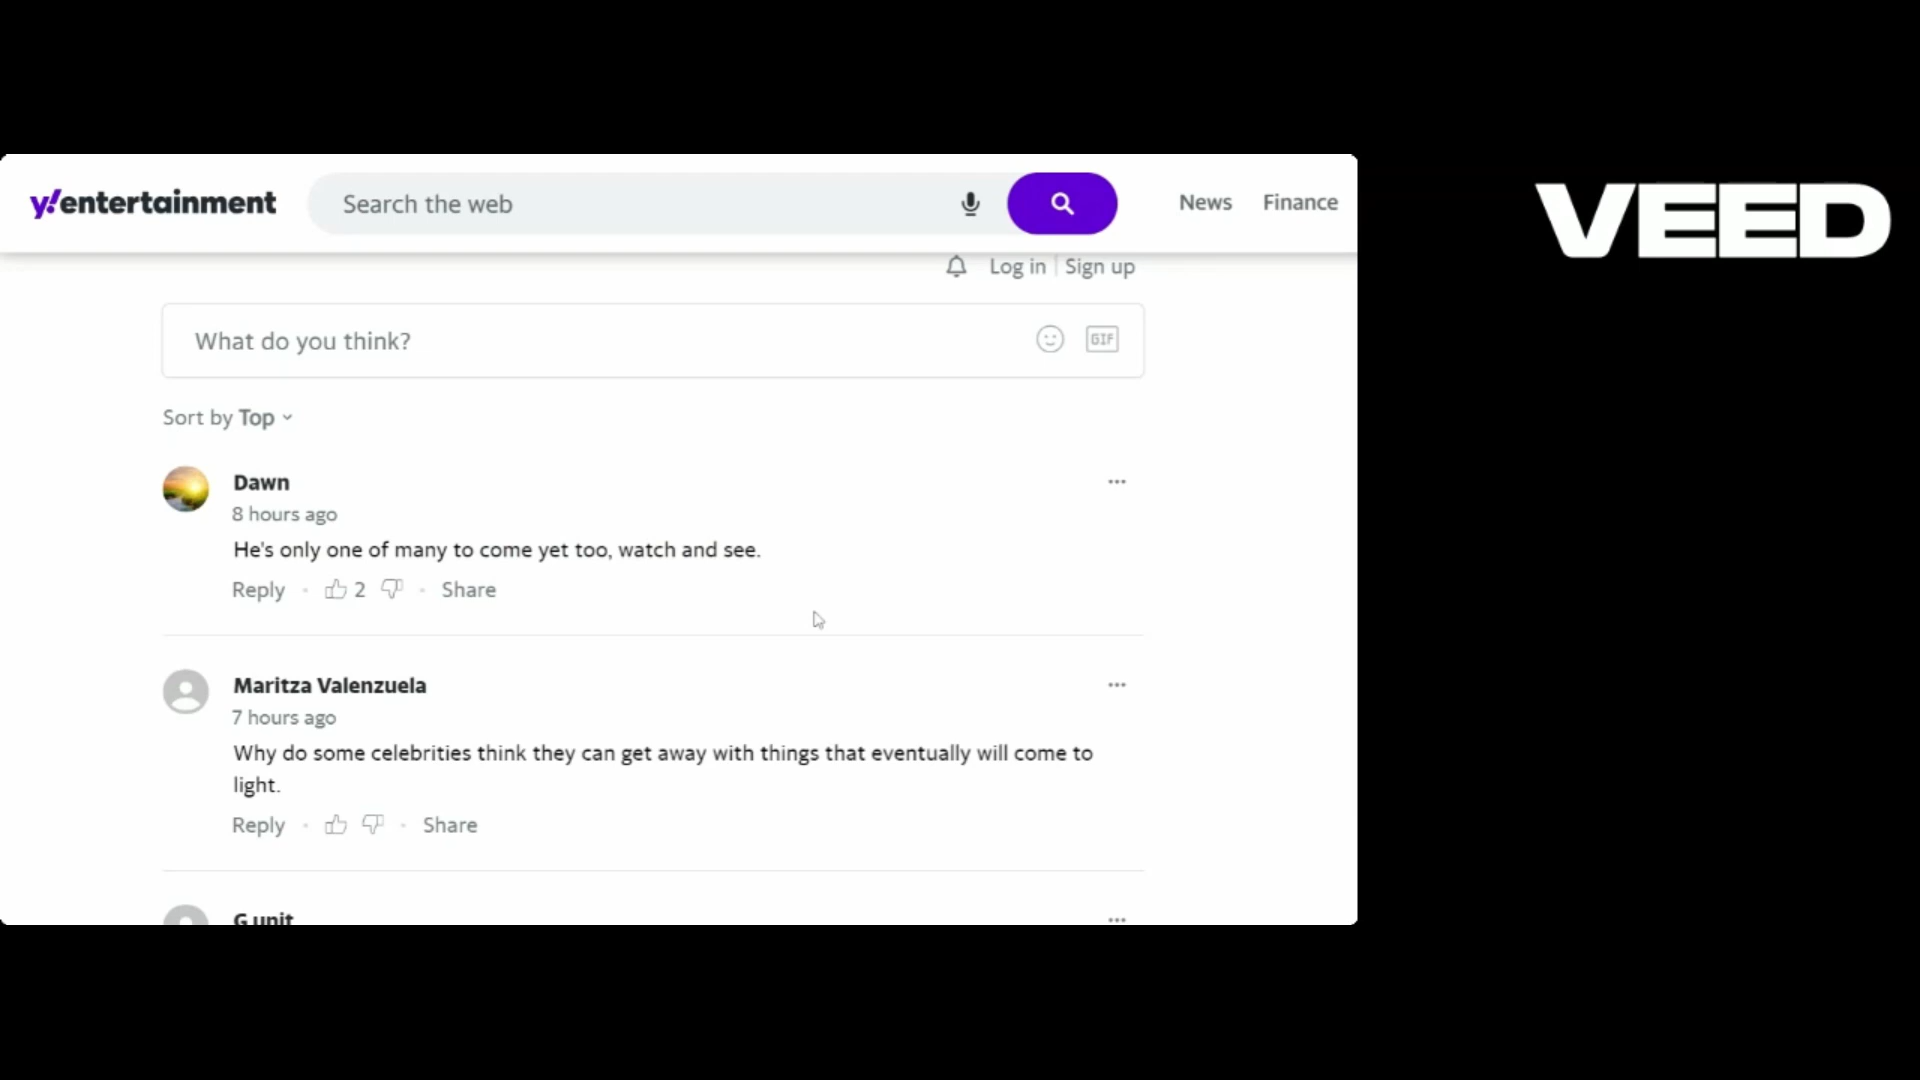 y!entertainment
Search the web
News
Finance
VEED
Log in
Sign up
What do you think?
GIF
Sort by Top
Dawn
8 hours ago
He's only one of many to come yet too, watch and see.
Reply · 2 · Share
Maritza Valenzuela
7 hours ago
Why do some celebrities think they can get away with things that eventually will come to
light.
Reply · · Share
G unit